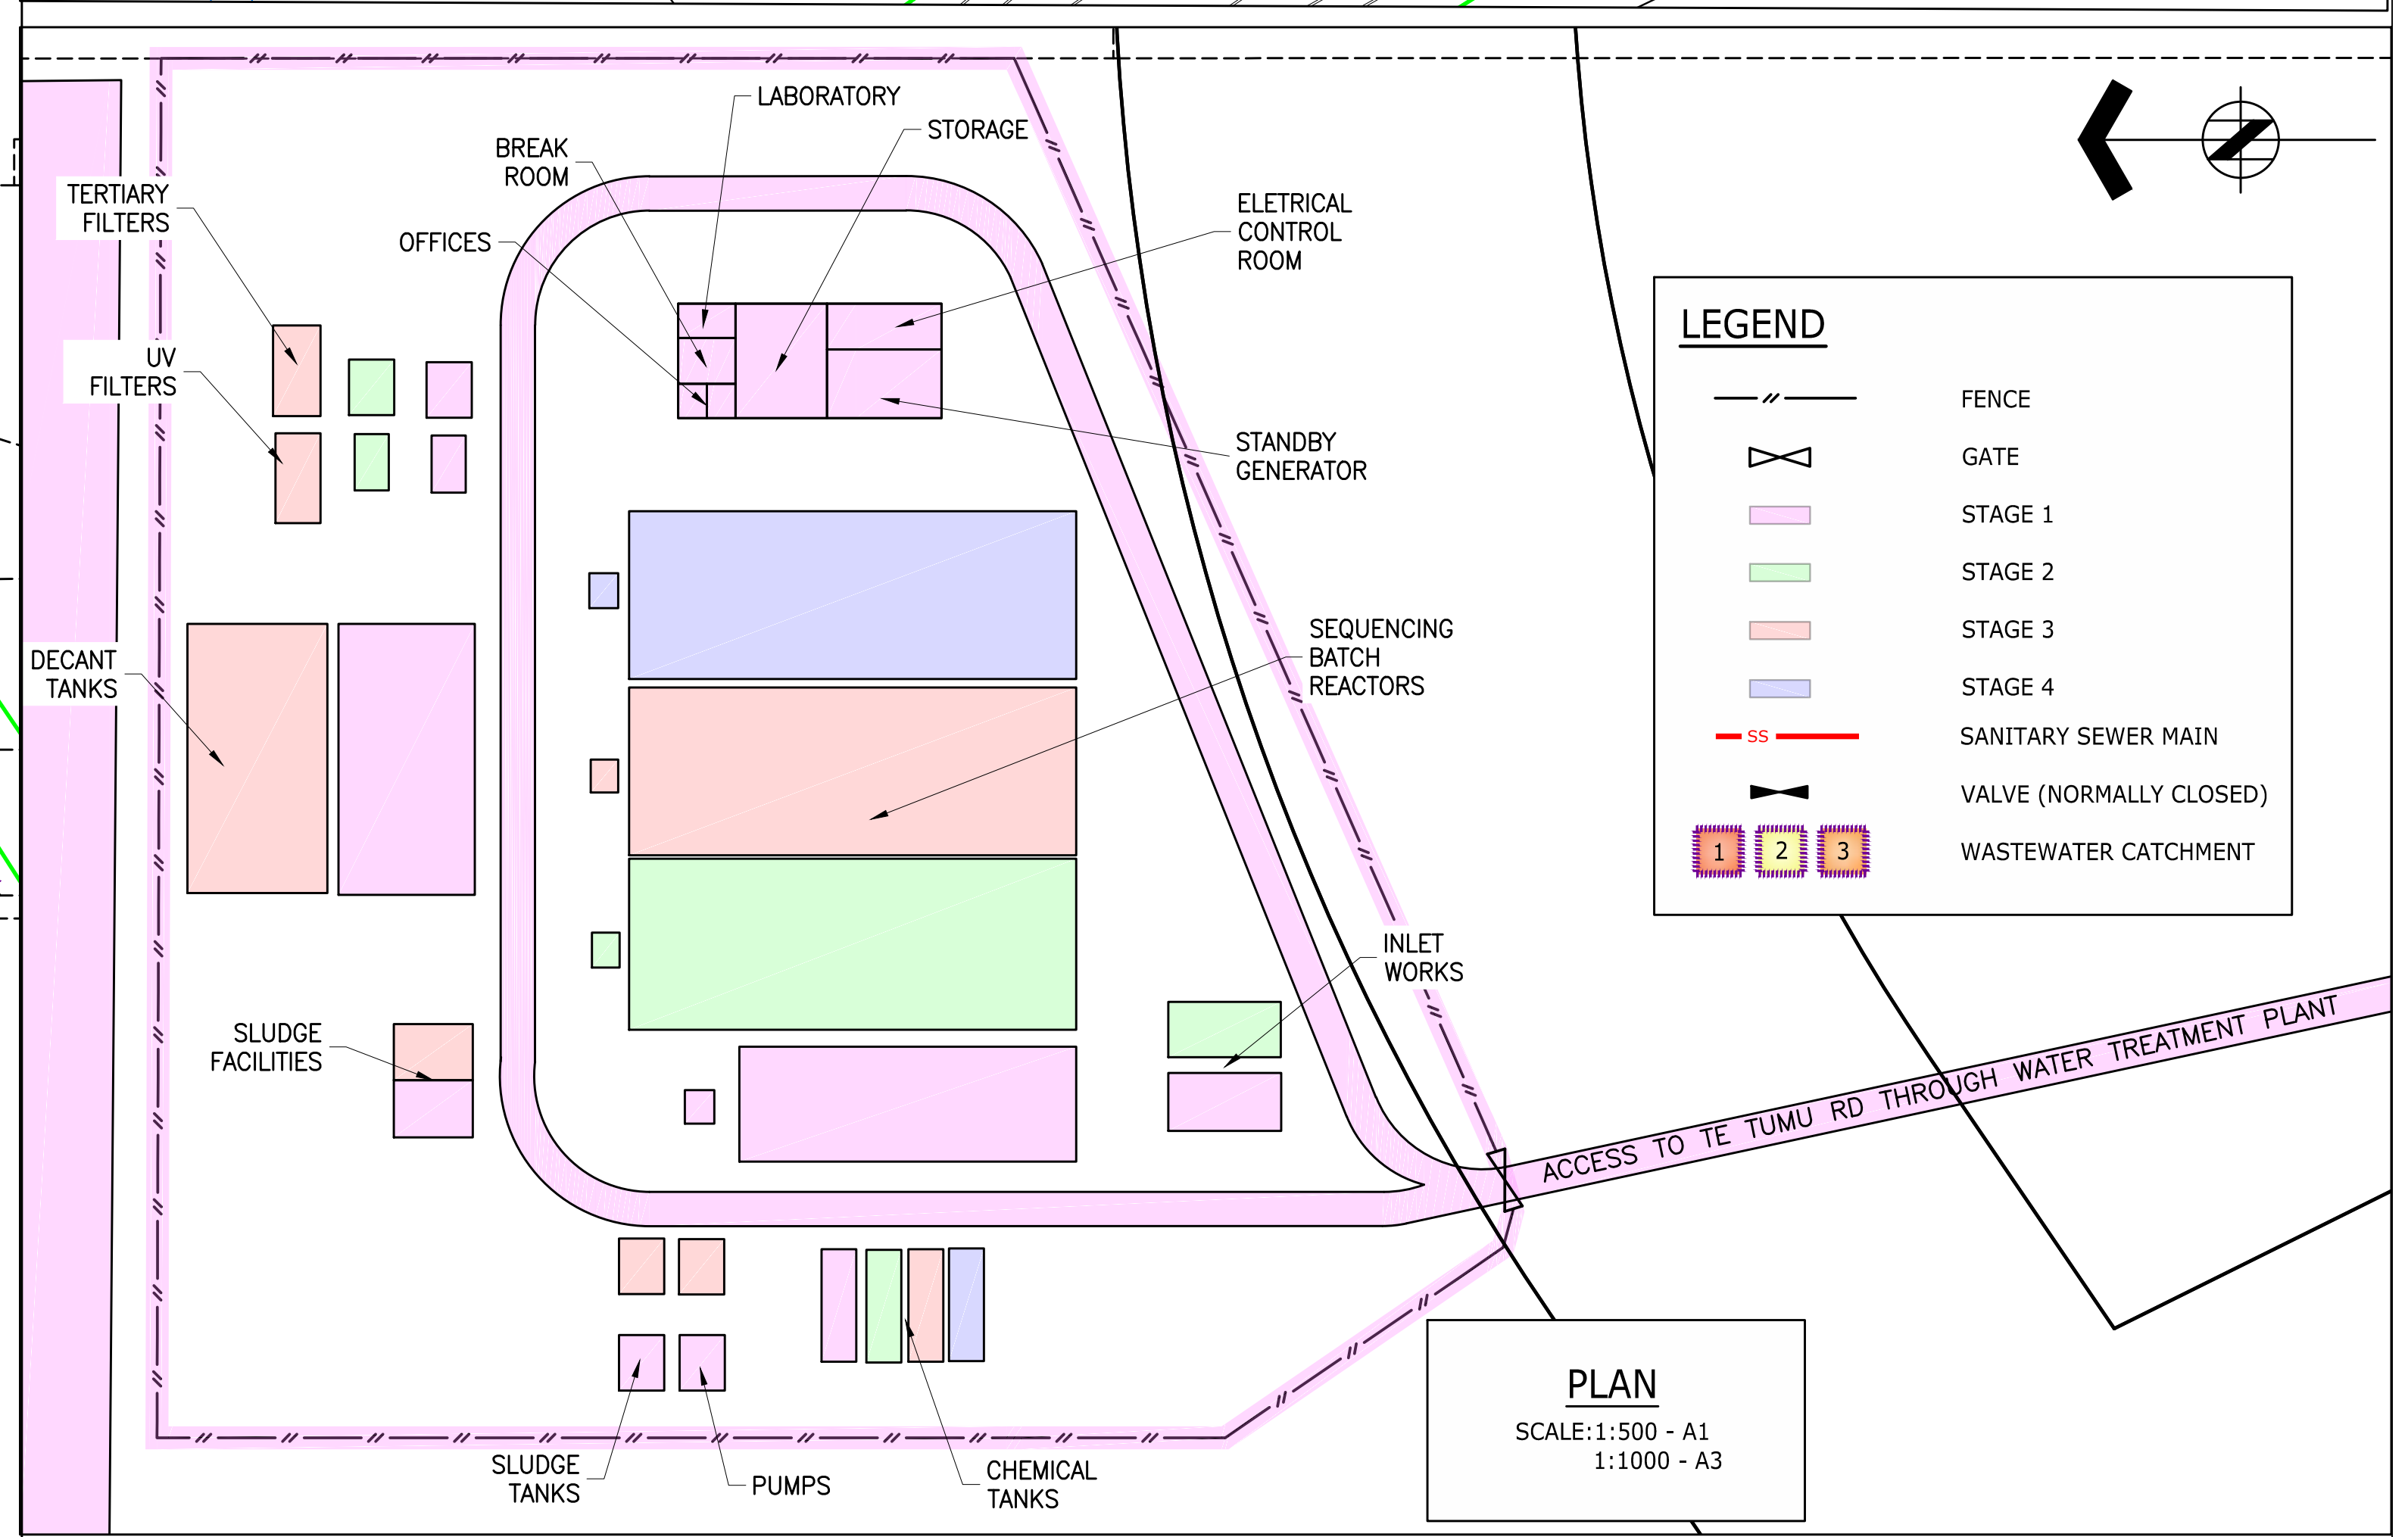 LABORATORY
STORAGE
BREAK
ROOM
TERTIARY
FILTERS
ELETRICAL
CONTROL
ROOM
OFFICES
UV
FILTERS
STANDBY
GENERATOR
DECANT
TANKS
SEQUENCING
BATCH
REACTORS
INLET
WORKS
SLUDGE
FACILITIES
ACCESS TO TE TUMU RD THROUGH WATER TREATMENT PLANT
SLUDGE
TANKS
PUMPS
CHEMICAL
TANKS
LEGEND
FENCE
GATE
STAGE 1
STAGE 2
STAGE 3
STAGE 4
SS SANITARY SEWER MAIN
VALVE (NORMALLY CLOSED)
1 2 3 WASTEWATER CATCHMENT
PLAN
SCALE:1:500 - A1
1:1000 - A3